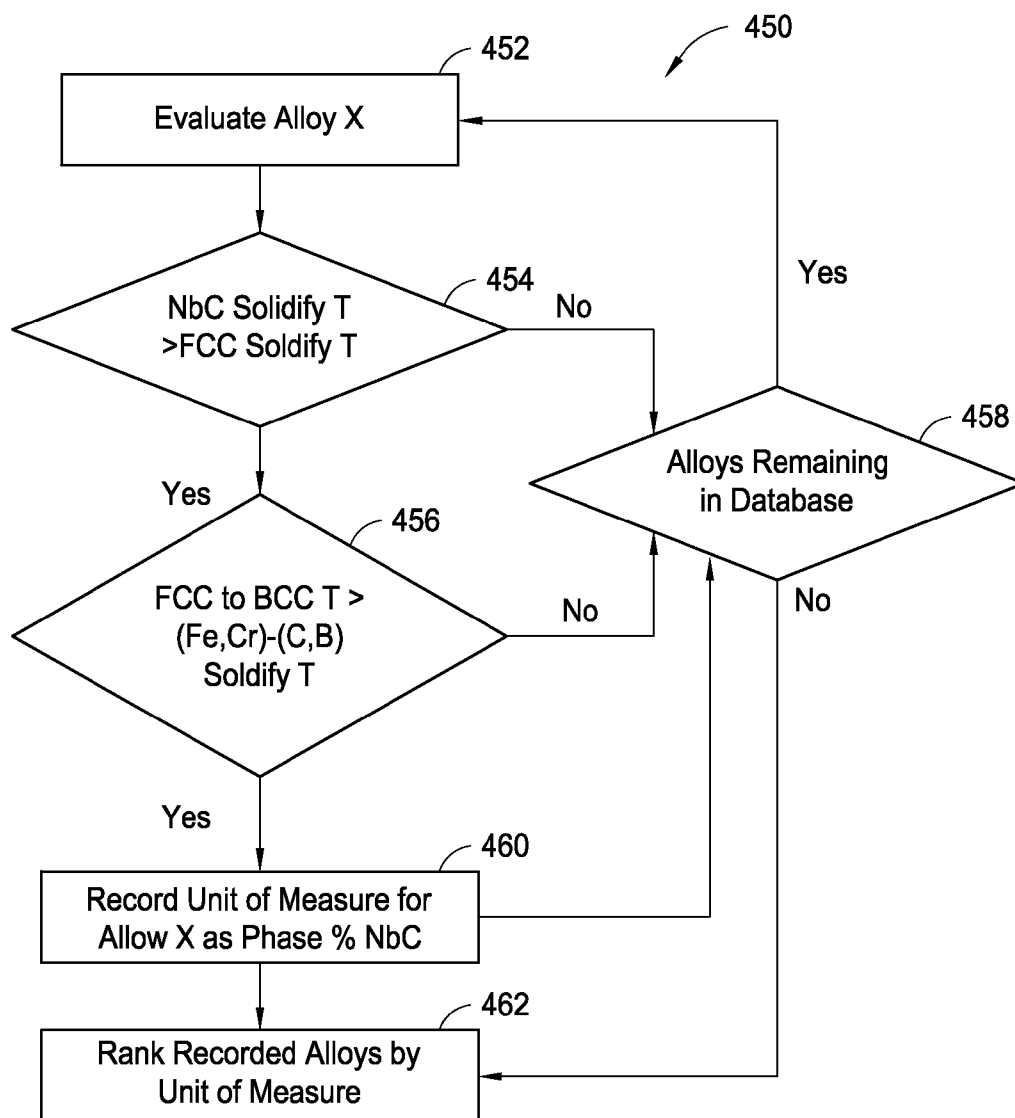 450
452
Evaluate Alloy X
454
NbC Solidify T
>FCC Soldify T
No
Yes
Yes
458
Alloys Remaining
in Database
456
FCC to BCC T >
(Fe,Cr)-(C,B)
Soldify T
No
No
Yes
460
Record Unit of Measure for
Allow X as Phase % NbC
462
Rank Recorded Alloys by
Unit of Measure